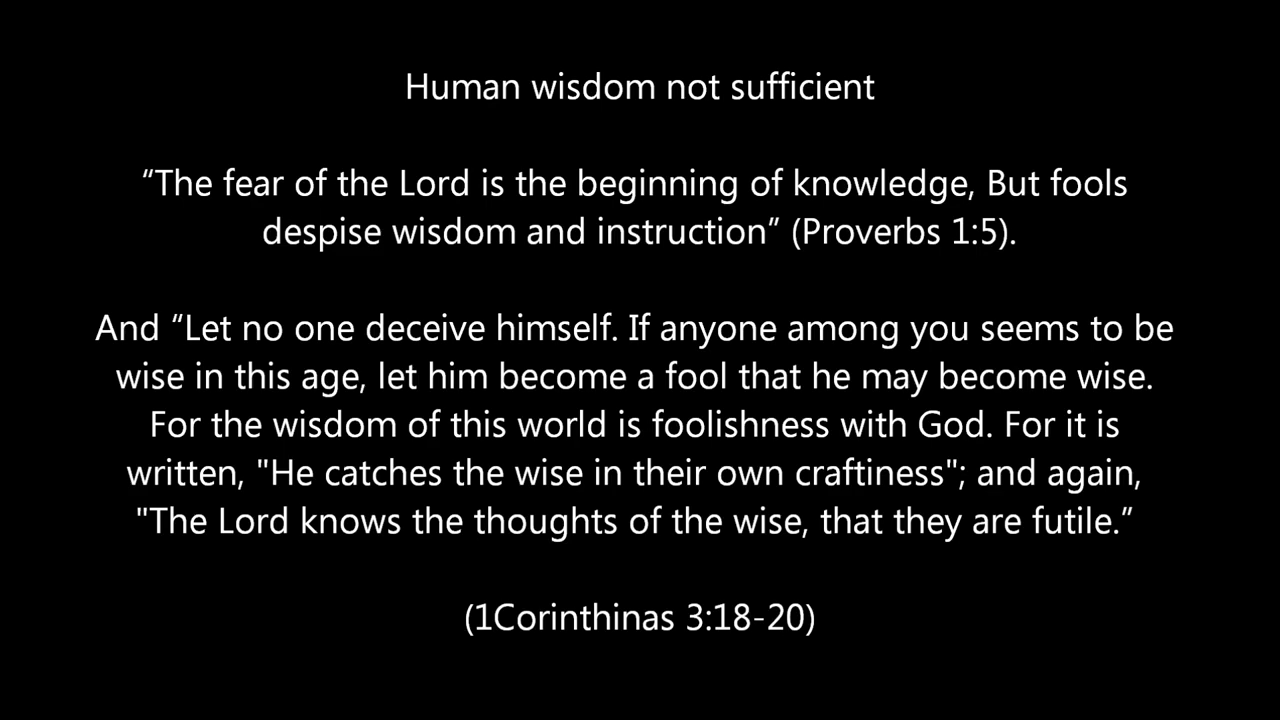 Human wisdom not sufficient
“The fear of the Lord is the beginning of knowledge, But fools
despise wisdom and instruction” (Proverbs 1:5).
And “Let no one deceive himself. If anyone among you seems to be
wise in this age, let him become a fool that he may become wise.
For the wisdom of this world is foolishness with God. For it is
written, "He catches the wise in their own craftiness"; and again,
"The Lord knows the thoughts of the wise, that they are futile.”
(1Corinthinas 3:18-20)